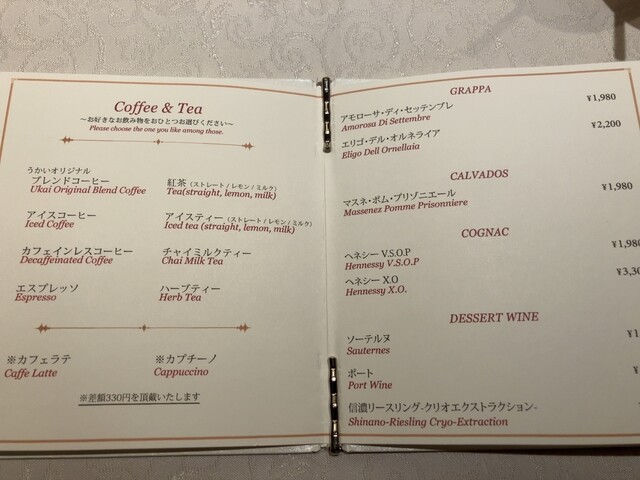 Coffee & Tea
～お好きなお飲み物をおひとつお選びください～
Please choose the one you like among those.
うかいオリジナル
ブレンドコーヒー
Ukai Original Blend Coffee
紅茶（ストレート / レモン / ミルク）
Tea(straight, lemon, milk)
アイスコーヒー
Iced Coffee
アイスティー（ストレート / レモン / ミルク）
Iced tea (straight, lemon, milk)
カフェインレスコーヒー
Decaffeinated Coffee
チャイミルクティー
Chai Milk Tea
エスプレッソ
Espresso
ハーブティー
Herb Tea
※カフェラテ
Caffe Latte
※カプチーノ
Cappuccino
※差額330円を頂戴いたします
GRAPPA
アモローサ・ディ・セッテンブレ ¥1,980
Amorosa Di Settembre
エリゴ・デル・オルネライア ¥2,200
Eligo Dell Ornellaia
CALVADOS
マスネ・ポム・プリゾニエール ¥1,980
Massenez Pomme Prisonniere
COGNAC
ヘネシー V.S.O.P ¥1,980
Hennessy V.S.O.P
ヘネシー X.O ¥3,30
Hennessy X.O.
DESSERT WINE
ソーテルヌ ¥1
Sauternes
ポート ¥
Port Wine
信濃リースリング-クリオエクストラクション- ¥
Shinano-Riesling Cryo-Extraction